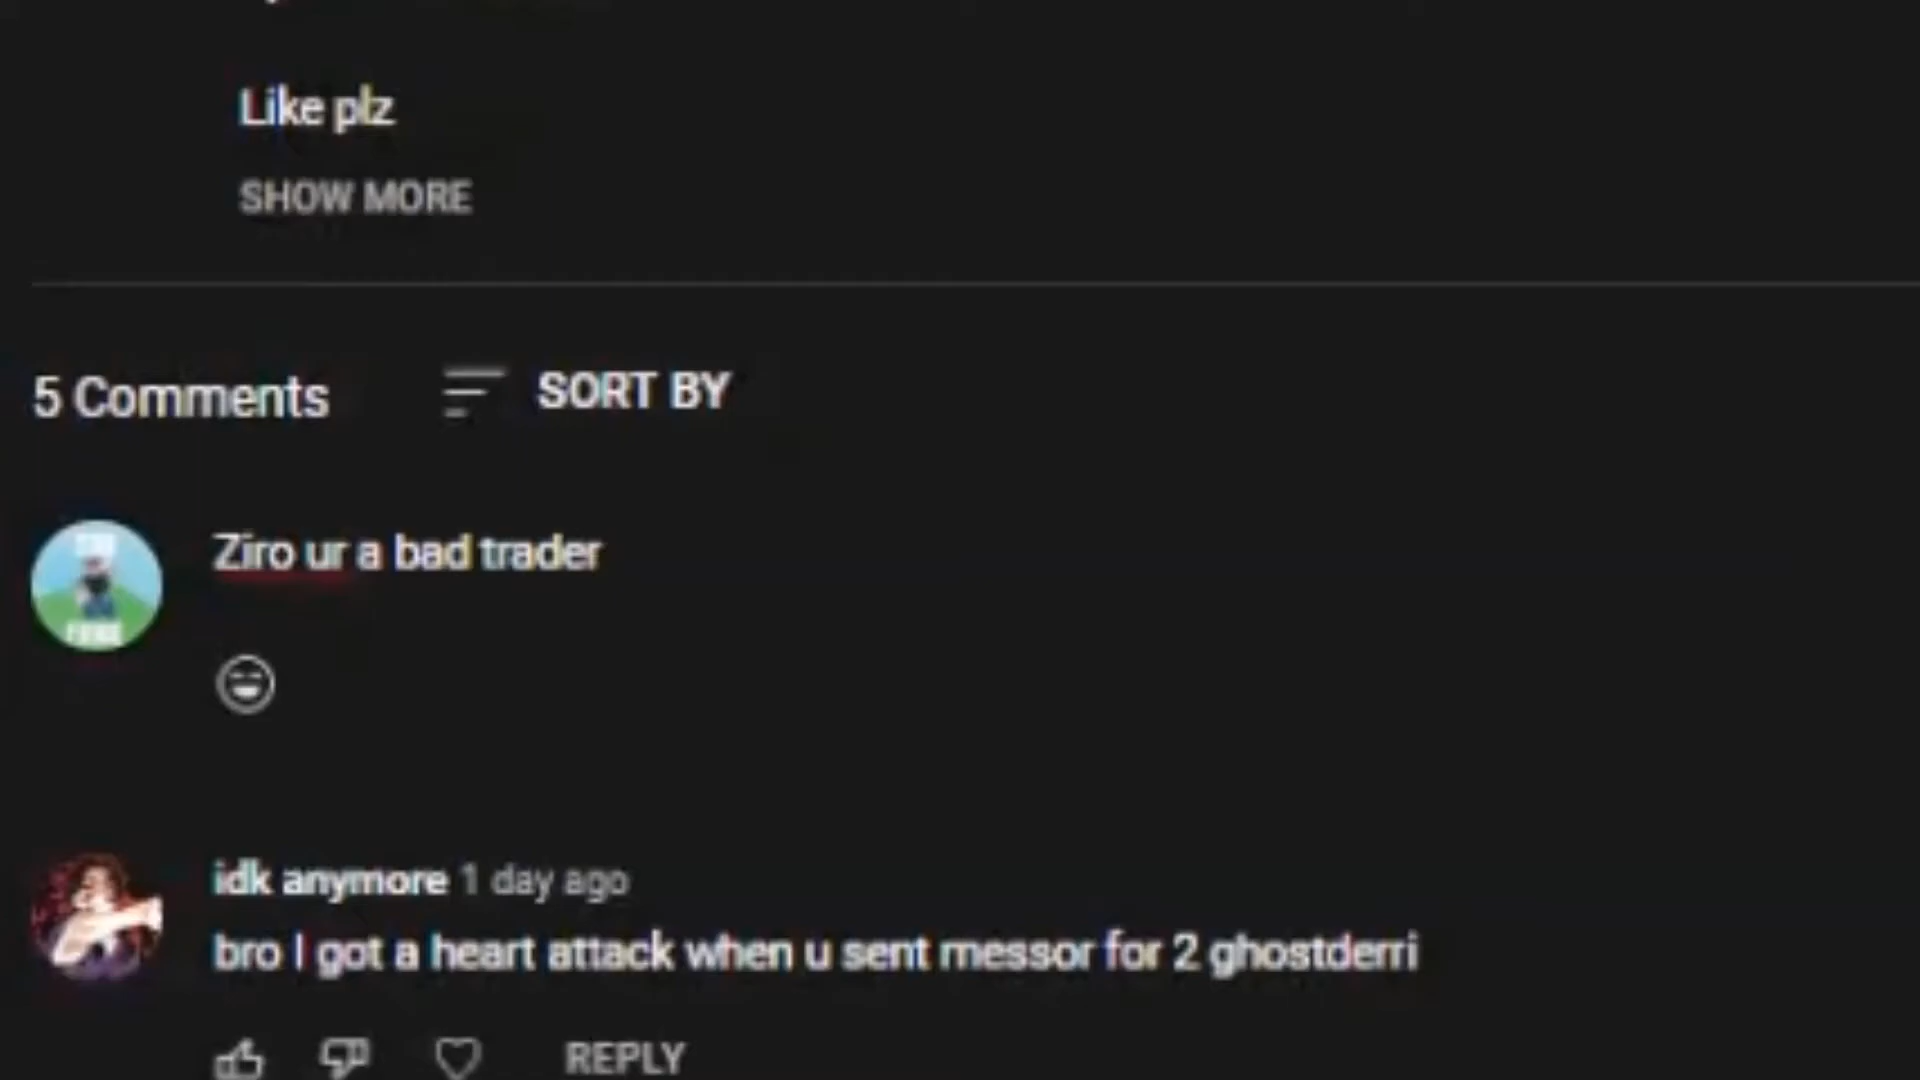 Like plz
SHOW MORE
5 Comments
SORT BY
Ziro ur a bad trader
idk anymore 1 day ago
bro I got a heart attack when u sent messor for 2 ghostderri
REPLY